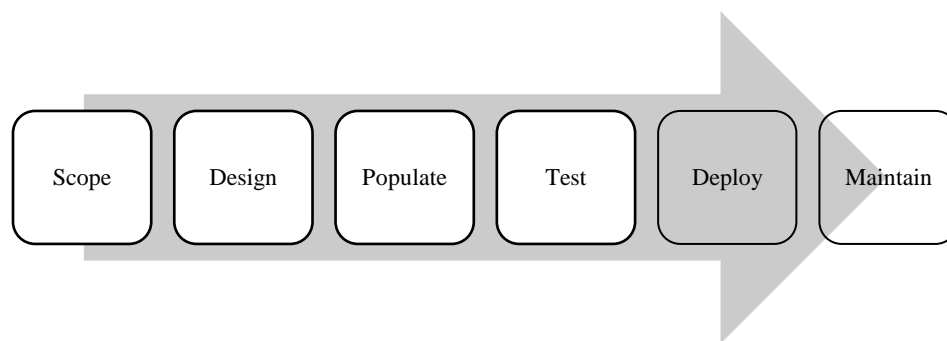 Scope
Design
Populate
Test
Deploy
Maintain